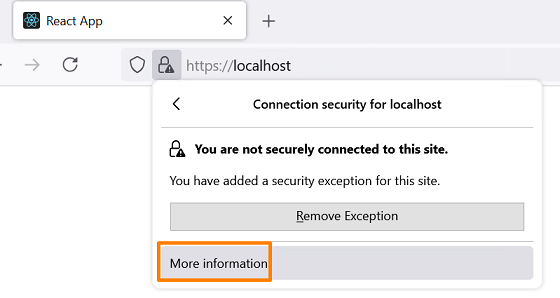 React App
https://localhost
Connection security for localhost
You are not securely connected to this site.
You have added a security exception for this site.
Remove Exception
More information